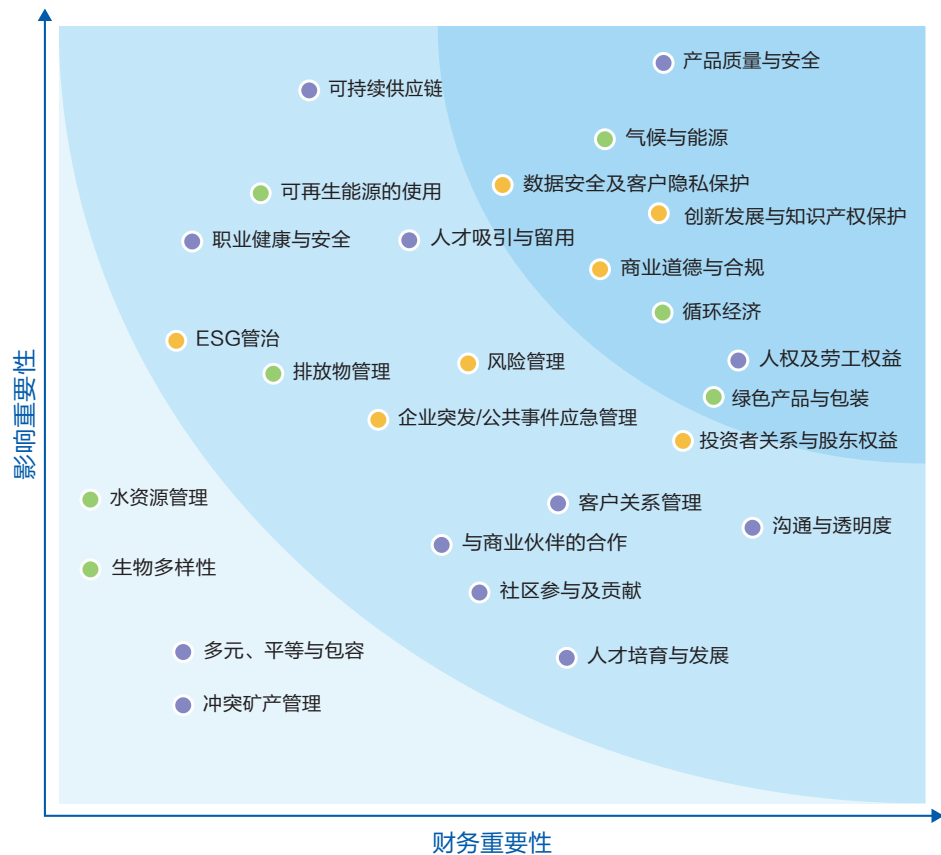 产品质量与安全
可持续供应链
气候与能源
数据安全及客户隐私保护
可再生能源的使用
创新发展与知识产权保护
职业健康与安全
人才吸引与留用
商业道德与合规
循环经济
ESG管治
人权及劳工权益
风险管理
排放物管理
绿色产品与包装
企业突发/公共事件应急管理
投资者关系与股东权益
影响重要性
水资源管理
客户关系管理
沟通与透明度
与商业伙伴的合作
生物多样性
社区参与及贡献
多元、平等与包容
人才培育与发展
冲突矿产管理
财务重要性